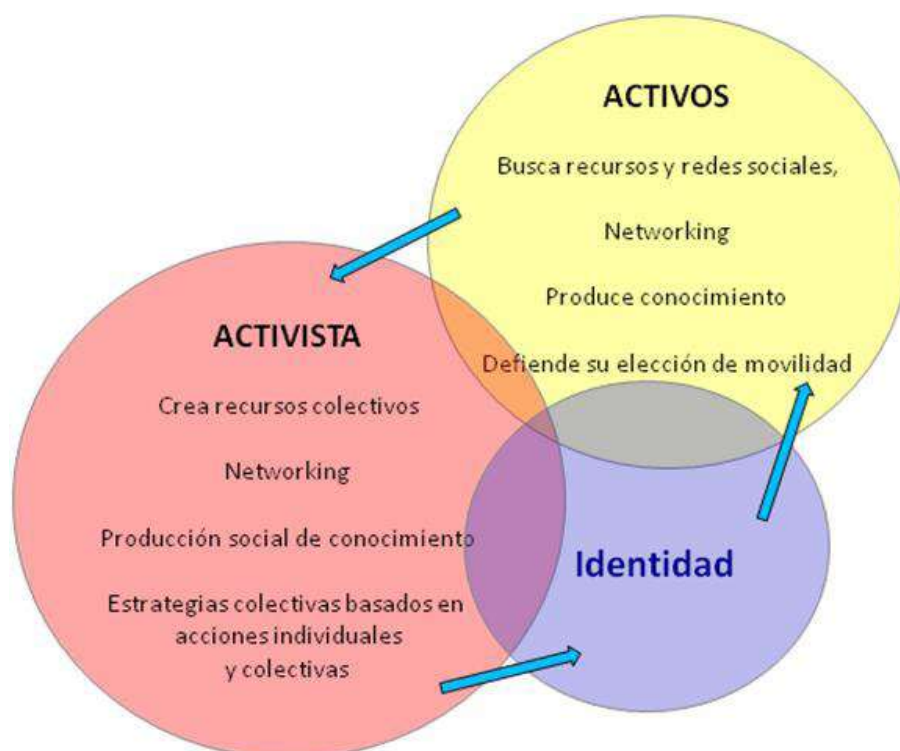 ACTIVOS
Busca recursos y redes sociales,
Networking
Produce conocimiento
Defiende su elección de movilidad
ACTIVISTA
Crea recursos colectivos
Networking
Producción social de conocimiento
Estrategias colectivas basados en
acciones individuales
y colectivas
Identidad